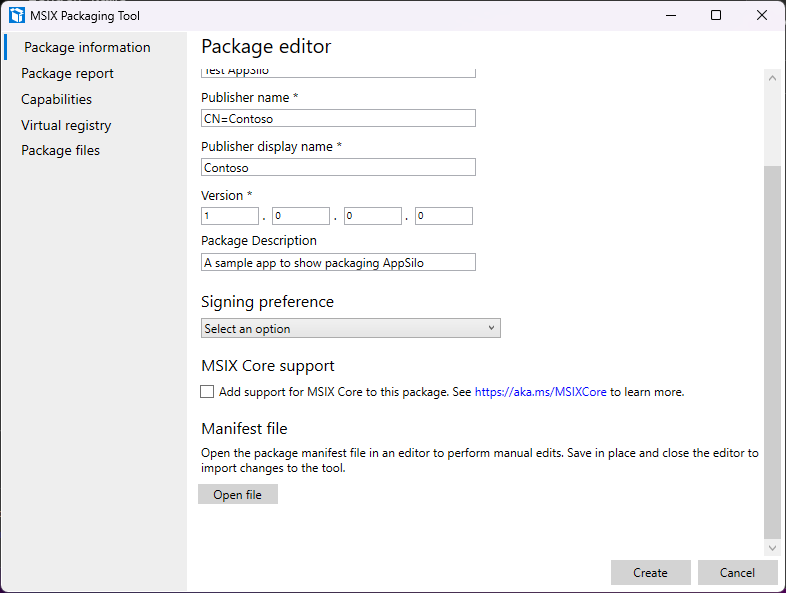 MSIX Packaging Tool
Package information
Package report
Capabilities
Virtual registry
Package files
Package editor
Test AppSilo
Publisher name *
CN=Contoso
Publisher display name *
Contoso
Version *
1 . 0 . 0 . 0
Package Description
A sample app to show packaging AppSilo
Signing preference
Select an option
MSIX Core support
Add support for MSIX Core to this package. See https://aka.ms/MSIXCore to learn more.
Manifest file
Open the package manifest file in an editor to perform manual edits. Save in place and close the editor to
import changes to the tool.
Open file
Create
Cancel